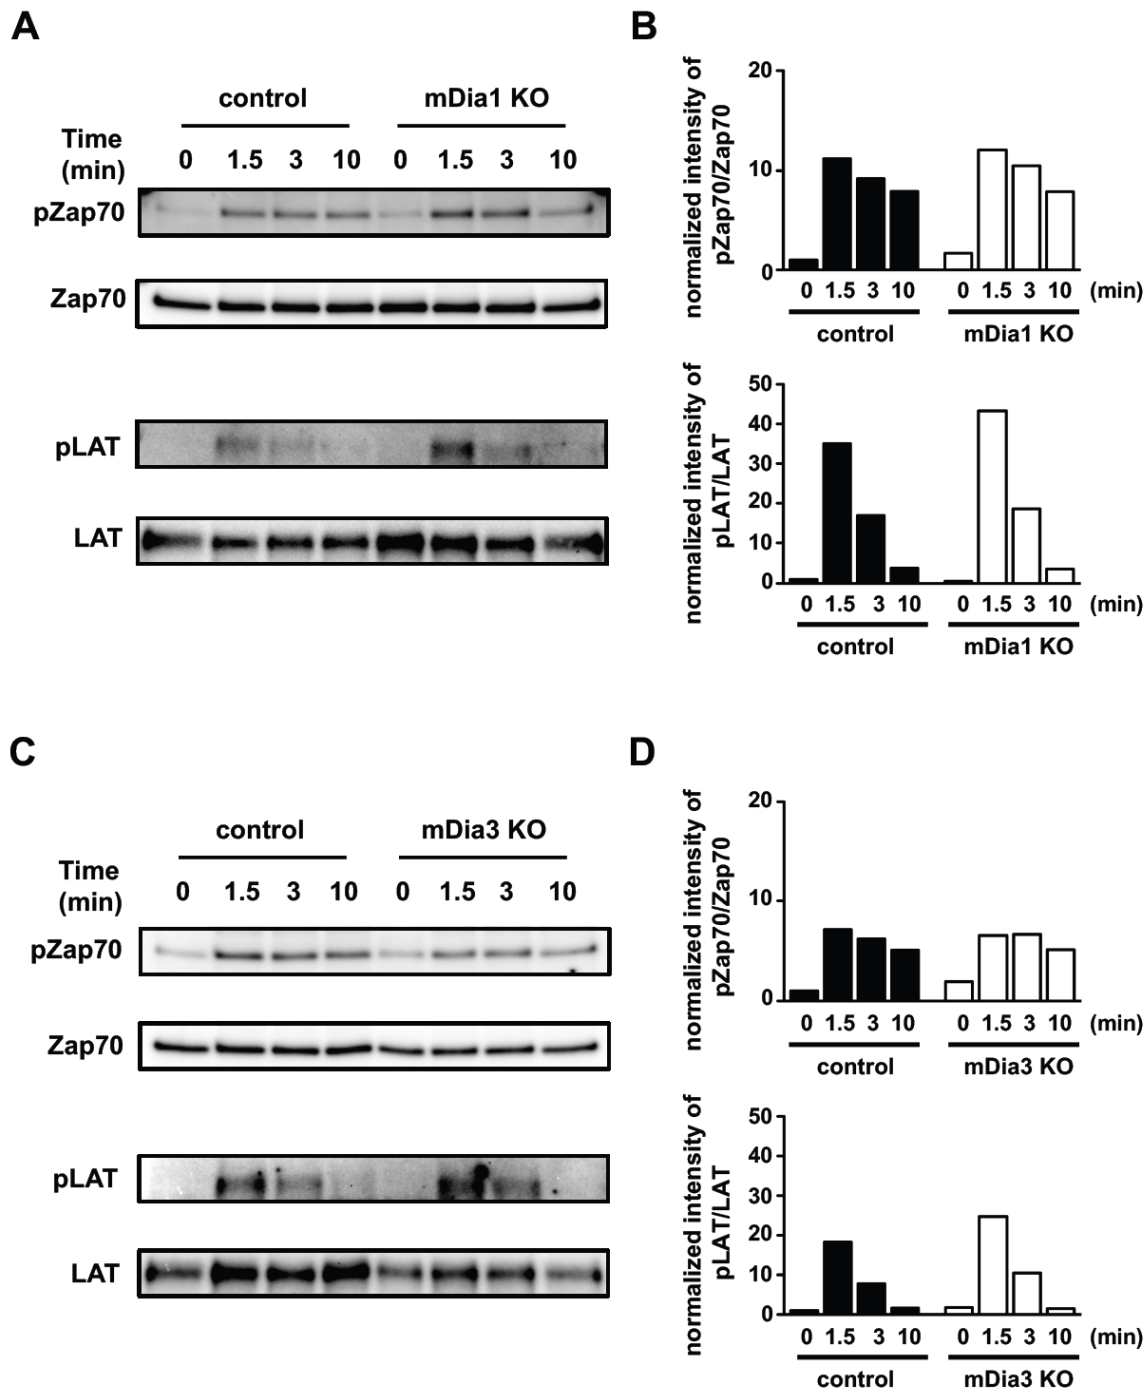 A
control mDia1 KO
Time
(min)
0 1.5 3 10 0 1.5 3 10
pZap70
Zap70
pLAT
LAT
B
normalized intensity of
pZap70/Zap70
20
10
0
0 1.5 3 10 0 1.5 3 10 (min)
control mDia1 KO
normalized intensity of
pLAT/LAT
50
40
30
20
10
0
0 1.5 3 10 0 1.5 3 10 (min)
control mDia1 KO
C
control mDia3 KO
Time
(min)
0 1.5 3 10 0 1.5 3 10
pZap70
Zap70
pLAT
LAT
D
normalized intensity of
pZap70/Zap70
20
10
0
0 1.5 3 10 0 1.5 3 10 (min)
control mDia3 KO
normalized intensity of
pLAT/LAT
50
40
30
20
10
0
0 1.5 3 10 0 1.5 3 10 (min)
control mDia3 KO